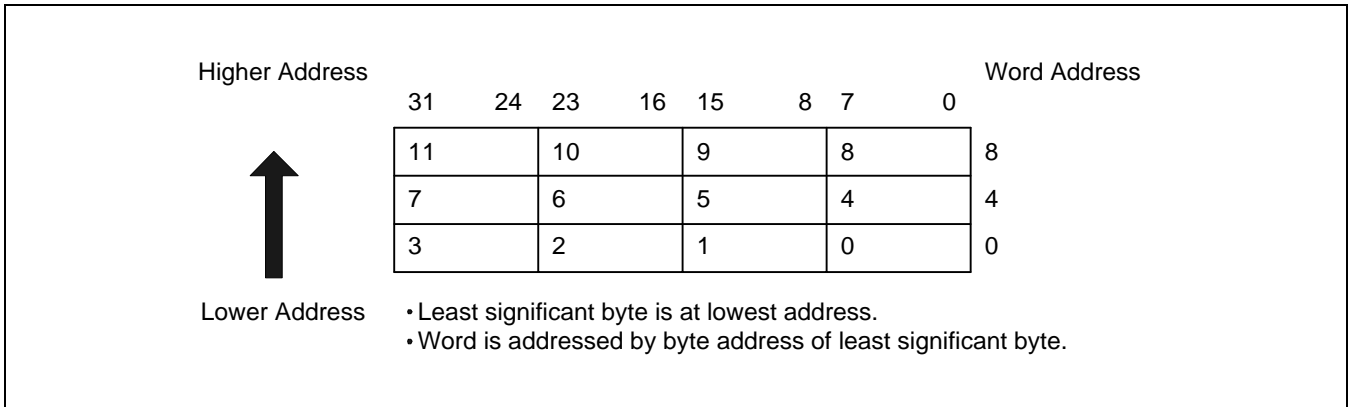 Higher Address Word Address
31 24 23 16 15 8 7 0
11 10 9 8 8
7 6 5 4 4
3 2 1 0 0
Lower Address • Least significant byte is at lowest address.
• Word is addressed by byte address of least significant byte.